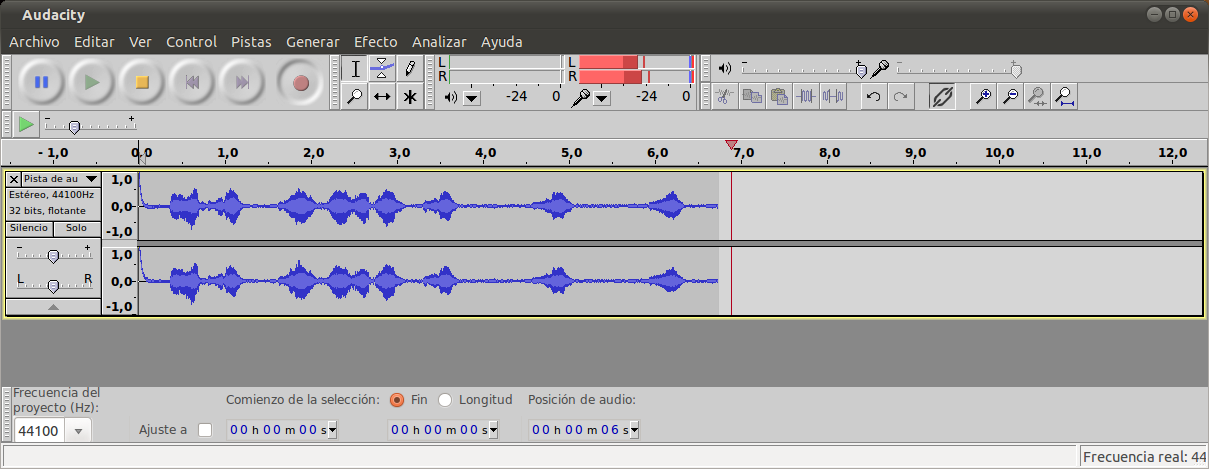 Audacity
Archivo Editar Ver Control Pistas Generar Efecto Analizar Ayuda
L L
R R
-24 0 -24 0
- 1,0 0,0 1,0 2,0 3,0 4,0 5,0 6,0 7,0 8,0 9,0 10,0 11,0 12,0
Pista de au
Estéreo, 44100Hz
32 bits, flotante
Silencio Solo
- +
L R
1,0
0,0
-1,0
1,0
0,0
-1,0
Frecuencia del
proyecto (Hz):
44100
Ajuste a
Comienzo de la selección: Fin Longitud Posición de audio:
00 h 00 m 00 s 00 h 00 m 00 s 00 h 00 m 06 s
Frecuencia real: 44